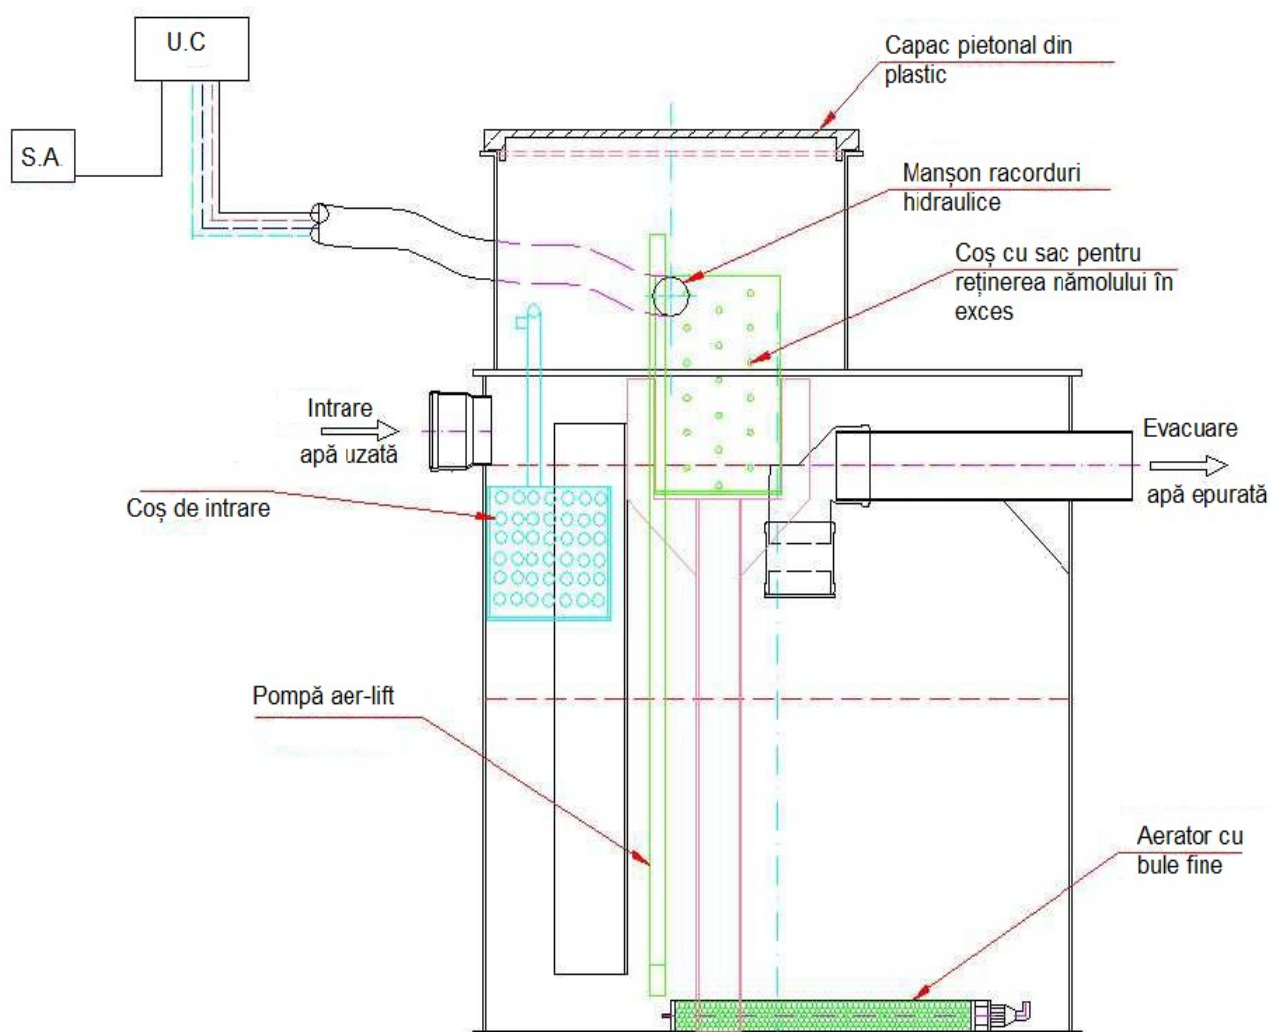 U.C
S.A.
Capac pietonal din
plastic
Manșon racorduri
hidraulice
Coș cu sac pentru
reținerea nămolului în
exces
Intrare
apă uzată
Evacuare
apă epurată
Coș de intrare
Pompă aer-lift
Aerator cu
bule fine